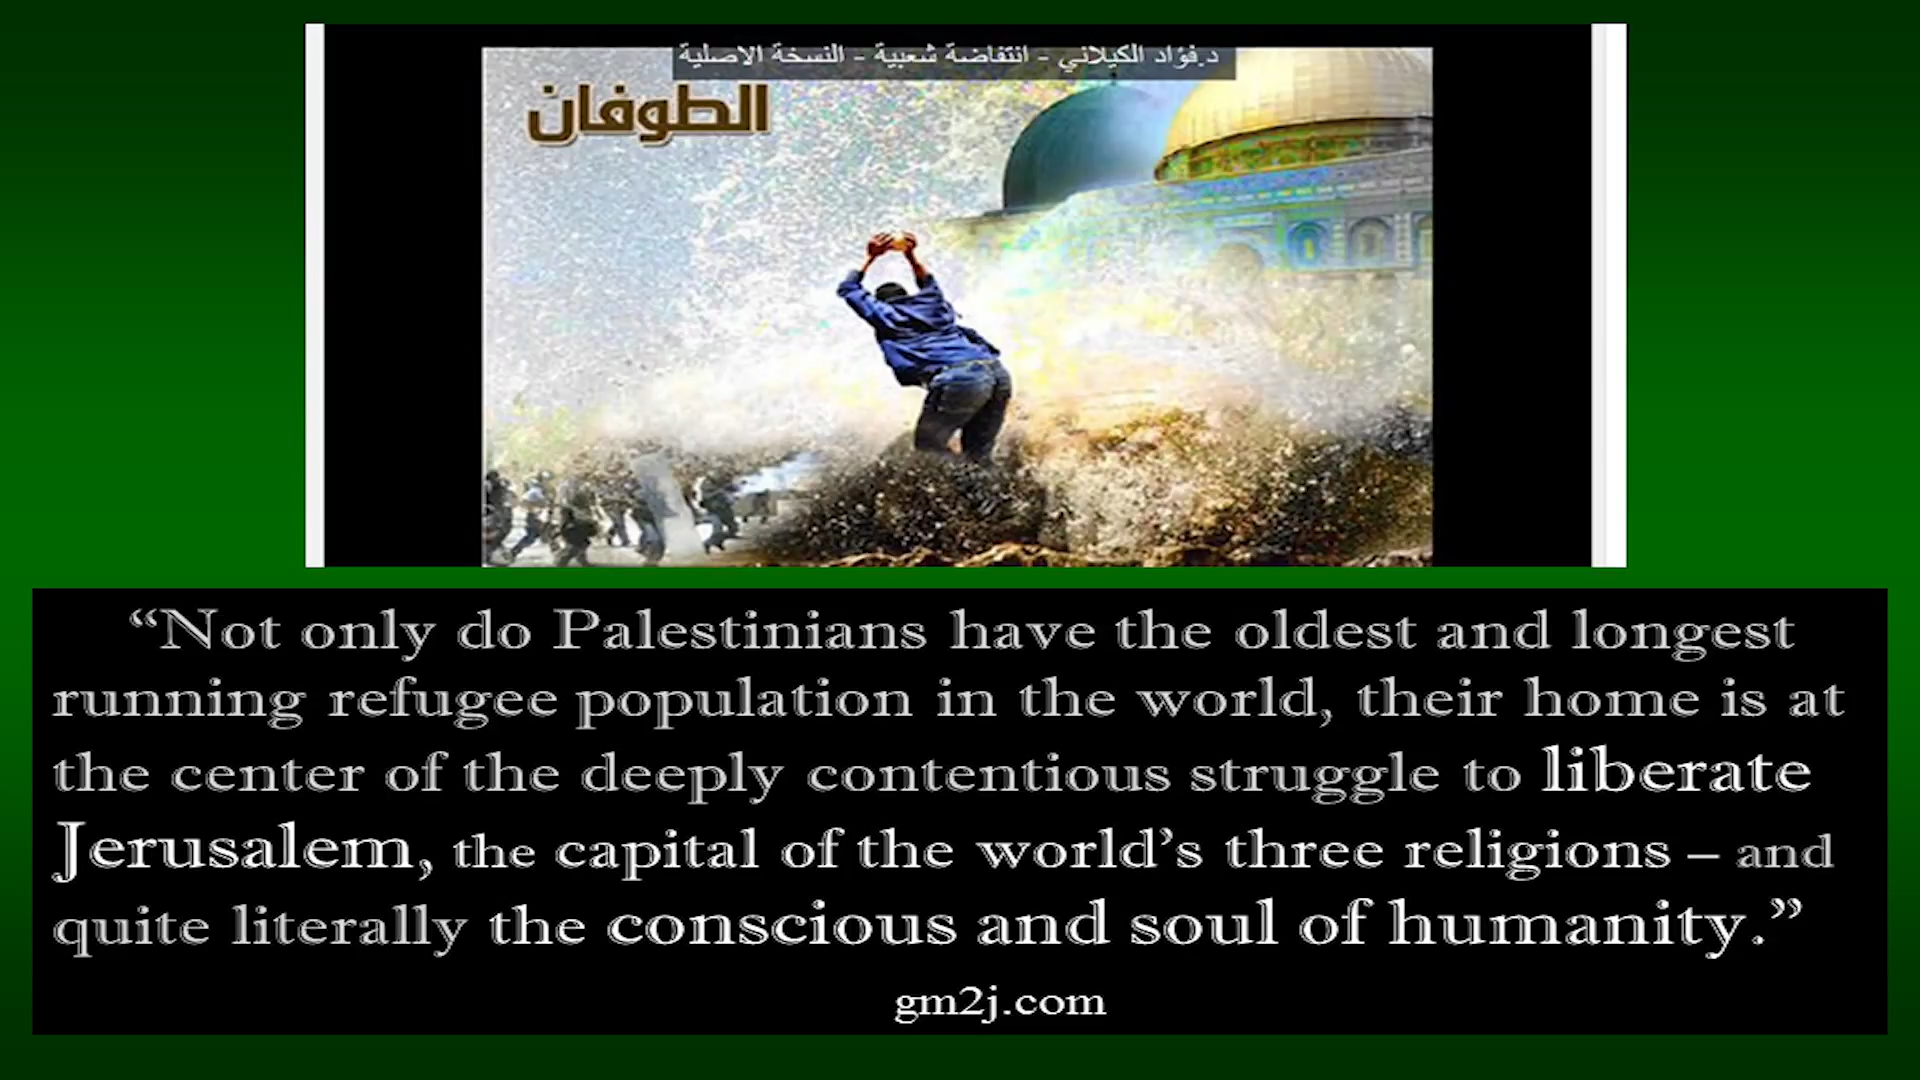 د.فؤاد الكيلاني - انتفاضة شعبية - النسخة الاصلية
الطوفان
“Not only do Palestinians have the oldest and longest
running refugee population in the world, their home is at
the center of the deeply contentious struggle to liberate
Jerusalem, the capital of the world’s three religions – and
quite literally the conscious and soul of humanity.”
gm2j.com